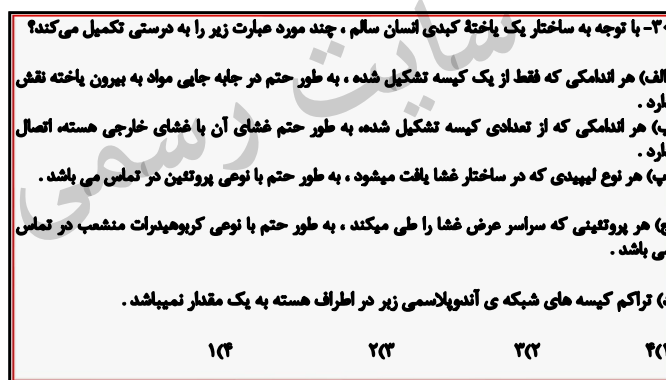 ۳۰- با توجه به ساختار یک یاختهٔ کبدی انسان سالم ، چند مورد عبارت زیر را به درستی تکمیل می‌کند؟
الف) هر اندامکی که فقط از یک کیسه تشکیل شده ، به طور حتم در جابه جایی مواد به بیرون یاخته نقش
دارد .
ب) هر اندامکی که از تعدادی کیسه تشکیل شده، به طور حتم غشای آن با غشای خارجی هسته، اتصال
دارد .
پ) هر نوع لیپیدی که در ساختار غشا یافت میشود ، به طور حتم با نوعی پروتئین در تماس می باشد .
ج) هر پروتئینی که سراسر عرض غشا را طی میکند ، به طور حتم با نوعی کربوهیدرات منشعب در تماس
می باشد .
د) تراکم کیسه های شبکه ی آندوپلاسمی زبر در اطراف هسته به یک مقدار نمیباشد .
۱)۴ ۲)۳ ۳)۲ ۴)۱
سایت رسمی